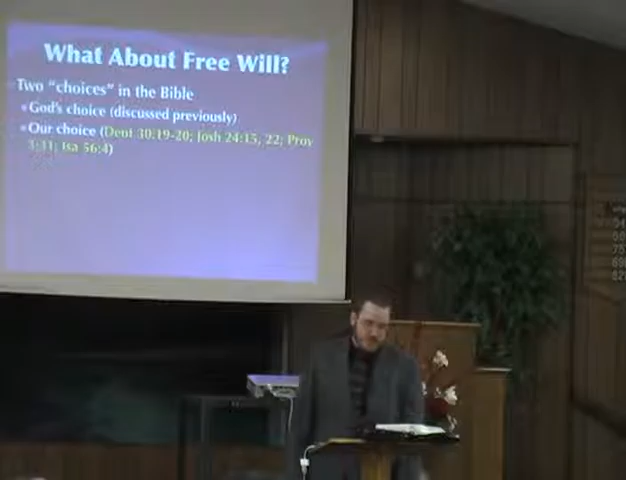 What About Free Will?
Two “choices” in the Bible
God's choice (discussed previously)
Our choice (Deut 30:19-20; Josh 24:15, 22; Prov
3:31; Isa 56:4)